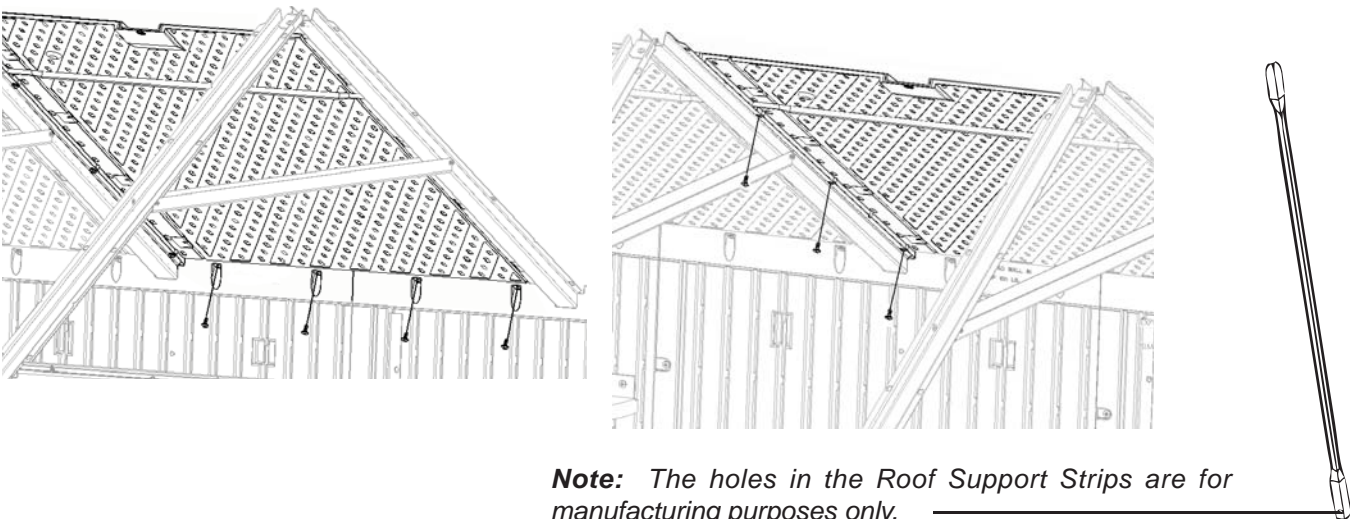 Note: The holes in the Roof Support Strips are for
manufacturing purposes only.